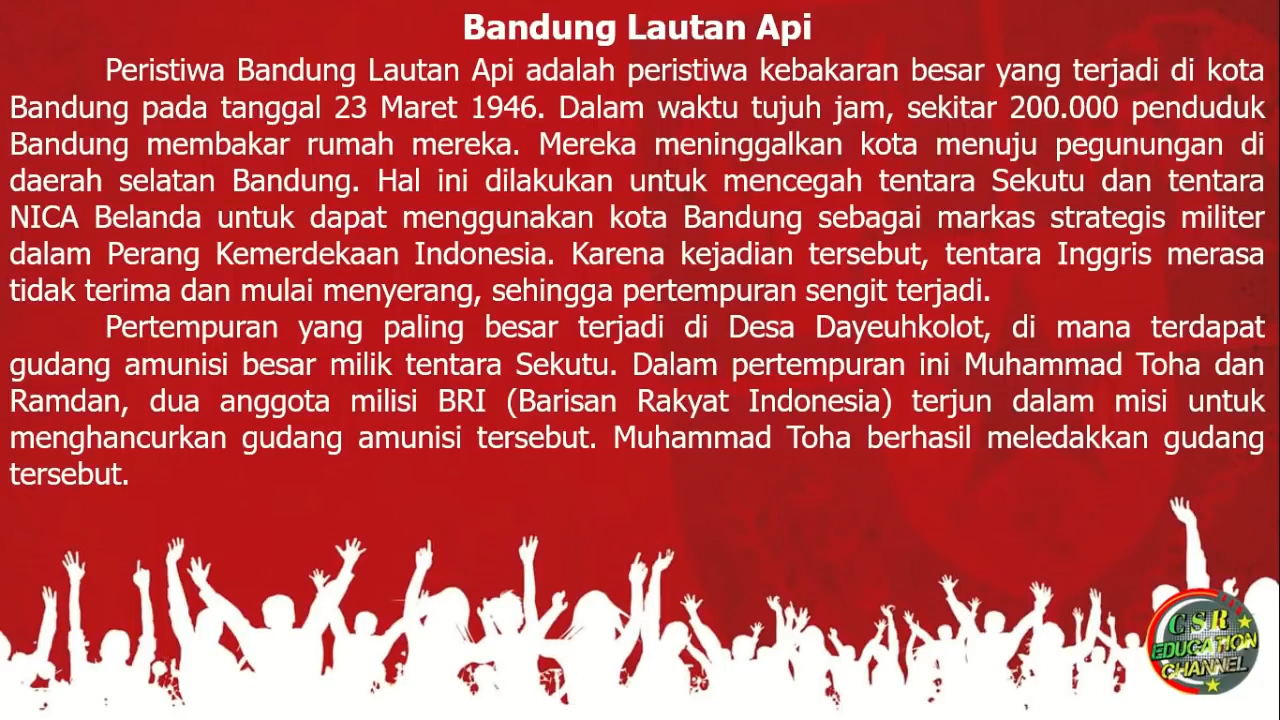 Bandung Lautan Api
Peristiwa Bandung Lautan Api adalah peristiwa kebakaran besar yang terjadi di kota
Bandung pada tanggal 23 Maret 1946. Dalam waktu tujuh jam, sekitar 200.000 penduduk
Bandung membakar rumah mereka. Mereka meninggalkan kota menuju pegunungan di
daerah selatan Bandung. Hal ini dilakukan untuk mencegah tentara Sekutu dan tentara
NICA Belanda untuk dapat menggunakan kota Bandung sebagai markas strategis militer
dalam Perang Kemerdekaan Indonesia. Karena kejadian tersebut, tentara Inggris merasa
tidak terima dan mulai menyerang, sehingga pertempuran sengit terjadi.
Pertempuran yang paling besar terjadi di Desa Dayeuhkolot, di mana terdapat
gudang amunisi besar milik tentara Sekutu. Dalam pertempuran ini Muhammad Toha dan
Ramdan, dua anggota milisi BRI (Barisan Rakyat Indonesia) terjun dalam misi untuk
menghancurkan gudang amunisi tersebut. Muhammad Toha berhasil meledakkan gudang
tersebut.
GSR
EDUCATION
CHANNEL